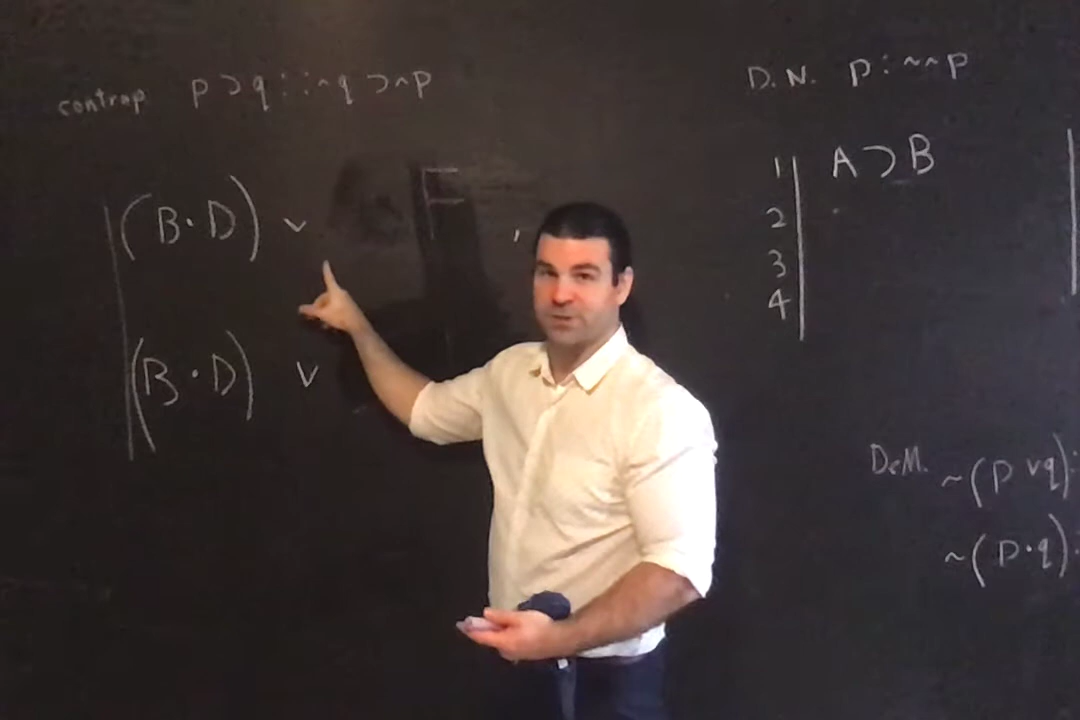 contrap p ⊃ q :: ~q ⊃ ~p
(B · D) v
(B · D) v
D.N. p : ~~p
1 A ⊃ B
2
3
4
DeM. ~(p v q) :
~(p · q) :